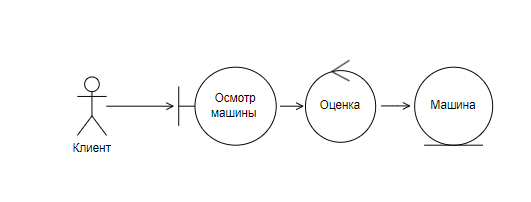 Клиент
Осмотр
машины
Оценка
Машина